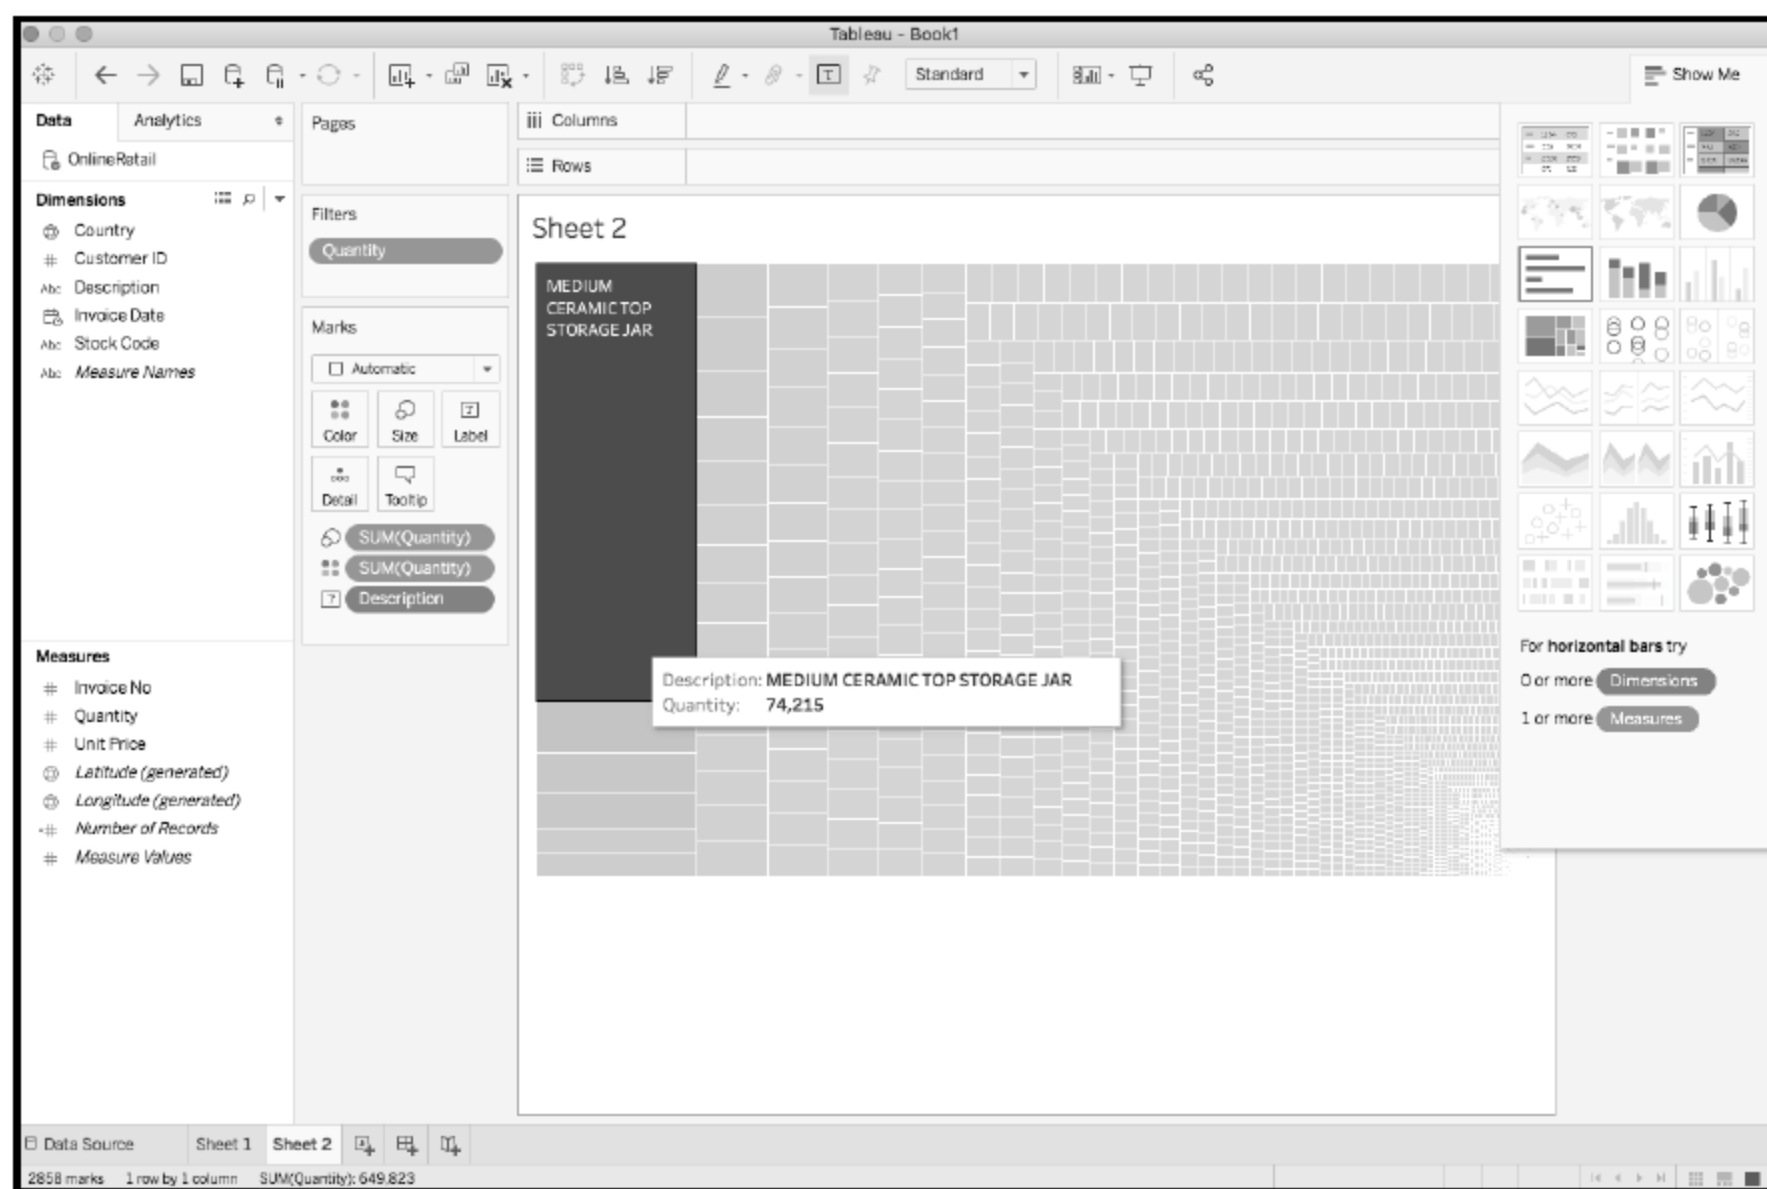 Tableau - Book1
Standard
Show Me
Data
Analytics
OnlineRetail
Dimensions
Country
Customer ID
Abc Description
Invoice Date
Abc Stock Code
Abc Measure Names
Measures
Invoice No
Quantity
Unit Price
Latitude (generated)
Longitude (generated)
Number of Records
Measure Values
Pages
Filters
Quantity
Marks
Automatic
Color
Size
Label
Detail
Tooltip
SUM(Quantity)
SUM(Quantity)
Description
Columns
Rows
Sheet 2
MEDIUM
CERAMIC TOP
STORAGE JAR
Description: MEDIUM CERAMIC TOP STORAGE JAR
Quantity: 74,215
For horizontal bars try
0 or more Dimensions
1 or more Measures
Data Source
Sheet 1
Sheet 2
2858 marks
1 row by 1 column
SUM(Quantity): 649,823